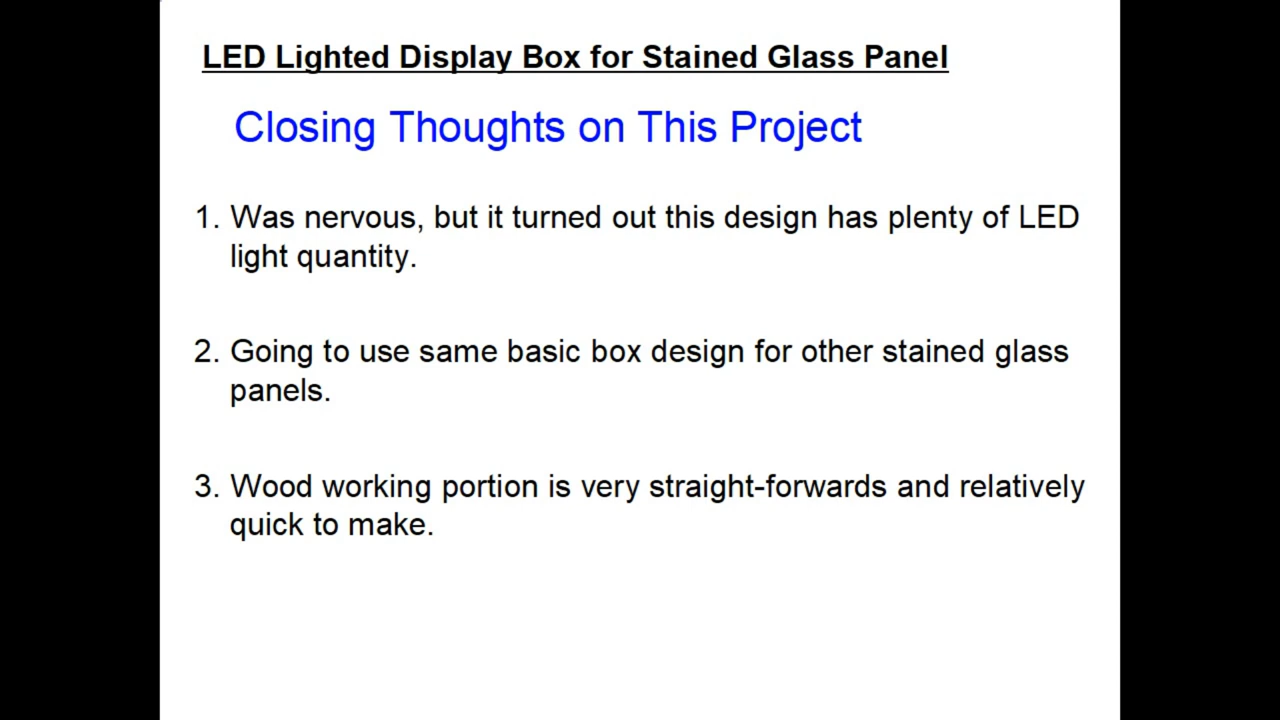 LED Lighted Display Box for Stained Glass Panel
Closing Thoughts on This Project
1. Was nervous, but it turned out this design has plenty of LED
light quantity.
2. Going to use same basic box design for other stained glass
panels.
3. Wood working portion is very straight-forwards and relatively
quick to make.